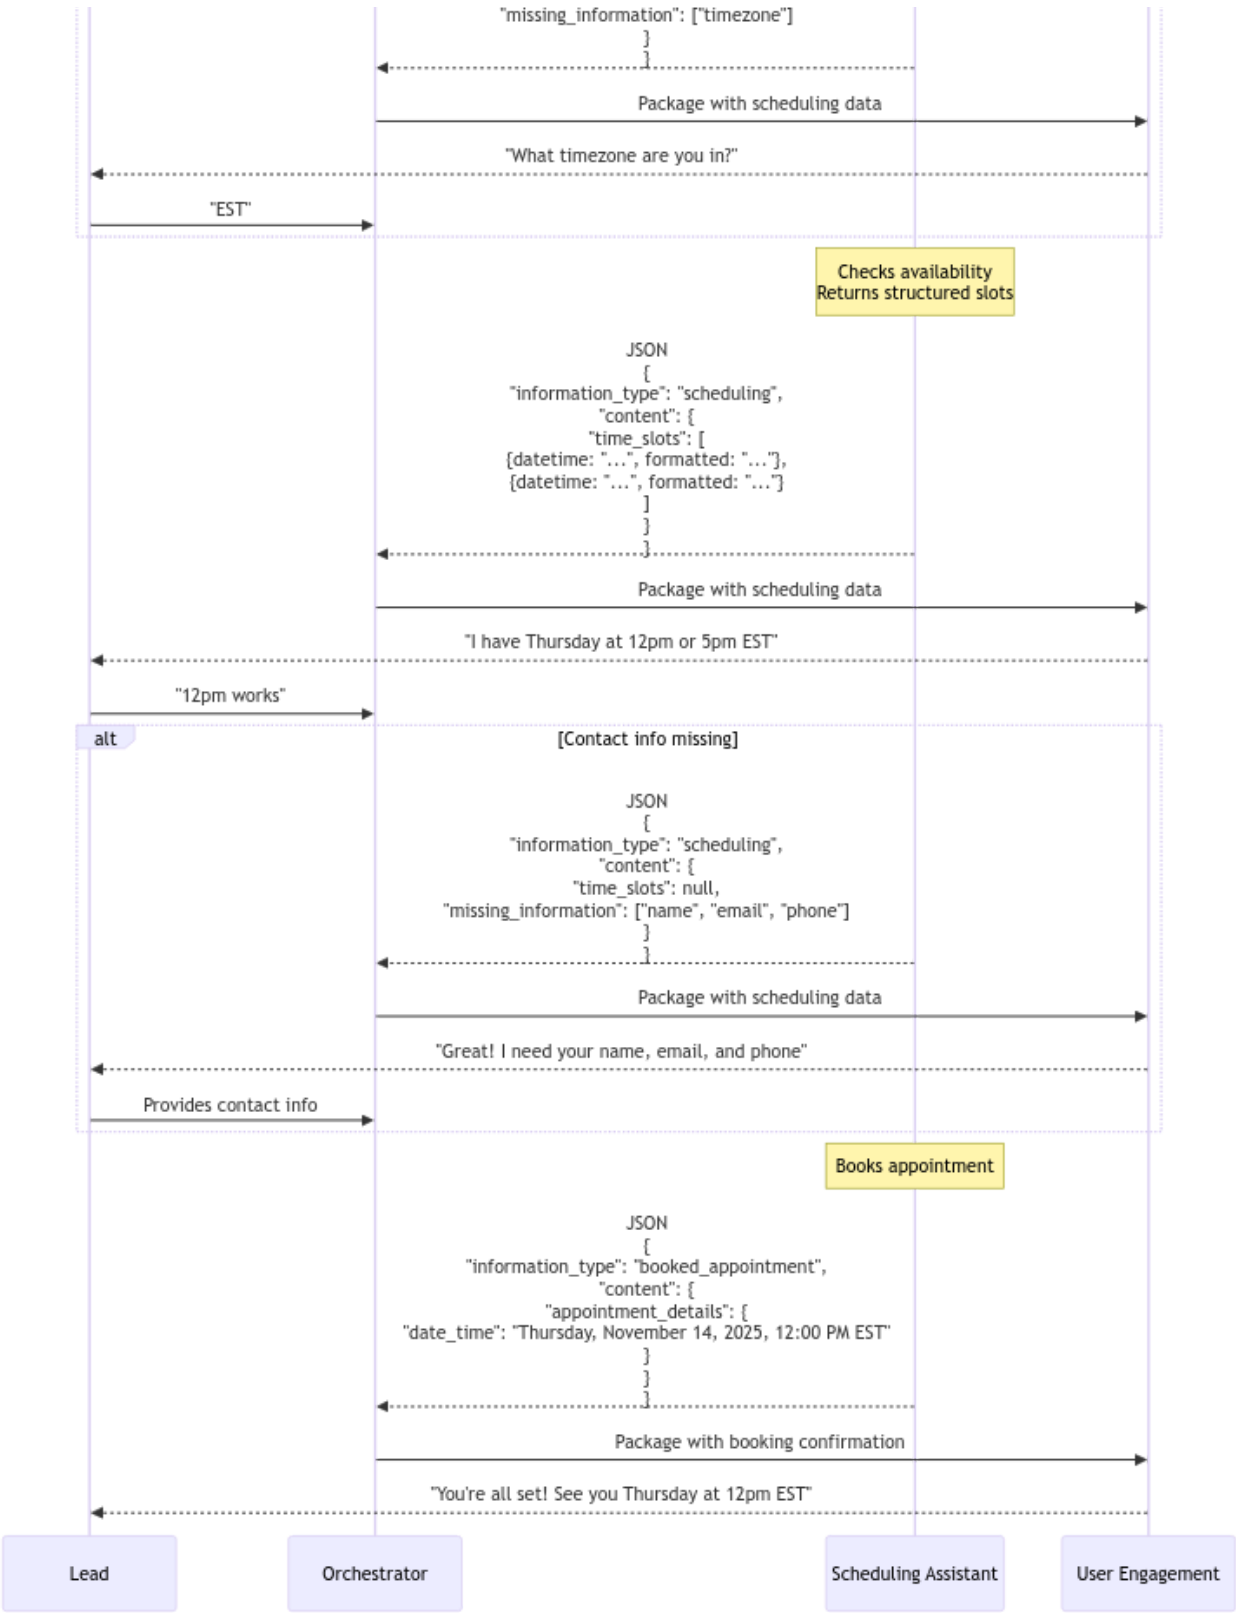 "missing_information": ["timezone"]
}
}
Package with scheduling data
"What timezone are you in?"
"EST"
Checks availability
Returns structured slots
JSON
{
"information_type": "scheduling",
"content": {
"time_slots": [
{datetime: "...", formatted: "..."},
{datetime: "...", formatted: "..."}
]
}
}
Package with scheduling data
"I have Thursday at 12pm or 5pm EST"
"12pm works"
alt
[Contact info missing]
JSON
{
"information_type": "scheduling",
"content": {
"time_slots": null,
"missing_information": ["name", "email", "phone"]
}
}
Package with scheduling data
"Great! I need your name, email, and phone"
Provides contact info
Books appointment
JSON
{
"information_type": "booked_appointment",
"content": {
"appointment_details": {
"date_time": "Thursday, November 14, 2025, 12:00 PM EST"
}
}
}
Package with booking confirmation
"You're all set! See you Thursday at 12pm EST"
Lead
Orchestrator
Scheduling Assistant
User Engagement